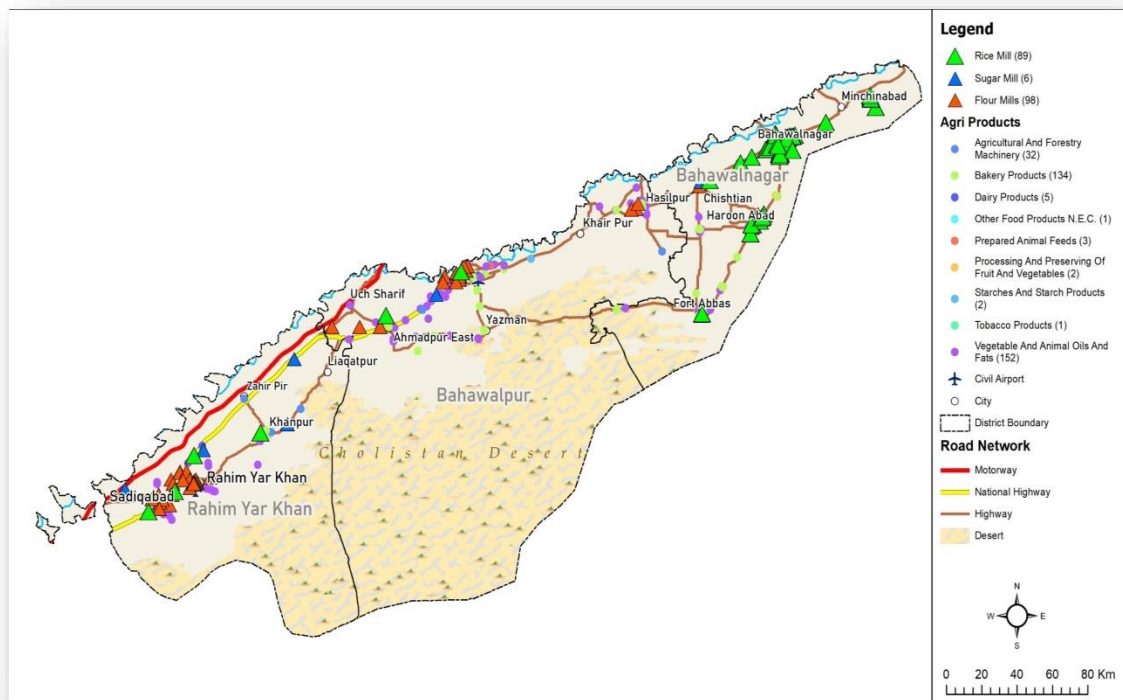 Minchinabad
Bahawalnagar
Bahawalnagar
Hasilpur
Chishtian
Haroon Abad
Khair Pur
Uch Sharif
Fort Abbas
Yazman
Ahmadpur East
Liaqatpur
Zahir Pir
Bahawalpur
Khanpur
Cholistan Desert
Rahim Yar Khan
Sadiqabad
Rahim Yar Khan
Legend
Rice Mill (89)
Sugar Mill (6)
Flour Mills (98)
Agri Products
Agricultural And Forestry
Machinery (32)
Bakery Products (134)
Dairy Products (5)
Other Food Products N.E.C. (1)
Prepared Animal Feeds (3)
Processing And Preserving Of
Fruit And Vegetables (2)
Starches And Starch Products
(2)
Tobacco Products (1)
Vegetable And Animal Oils And
Fats (152)
Civil Airport
City
District Boundary
Road Network
Motorway
National Highway
Highway
Desert
N
W E
S
0 20 40 60 80 Km